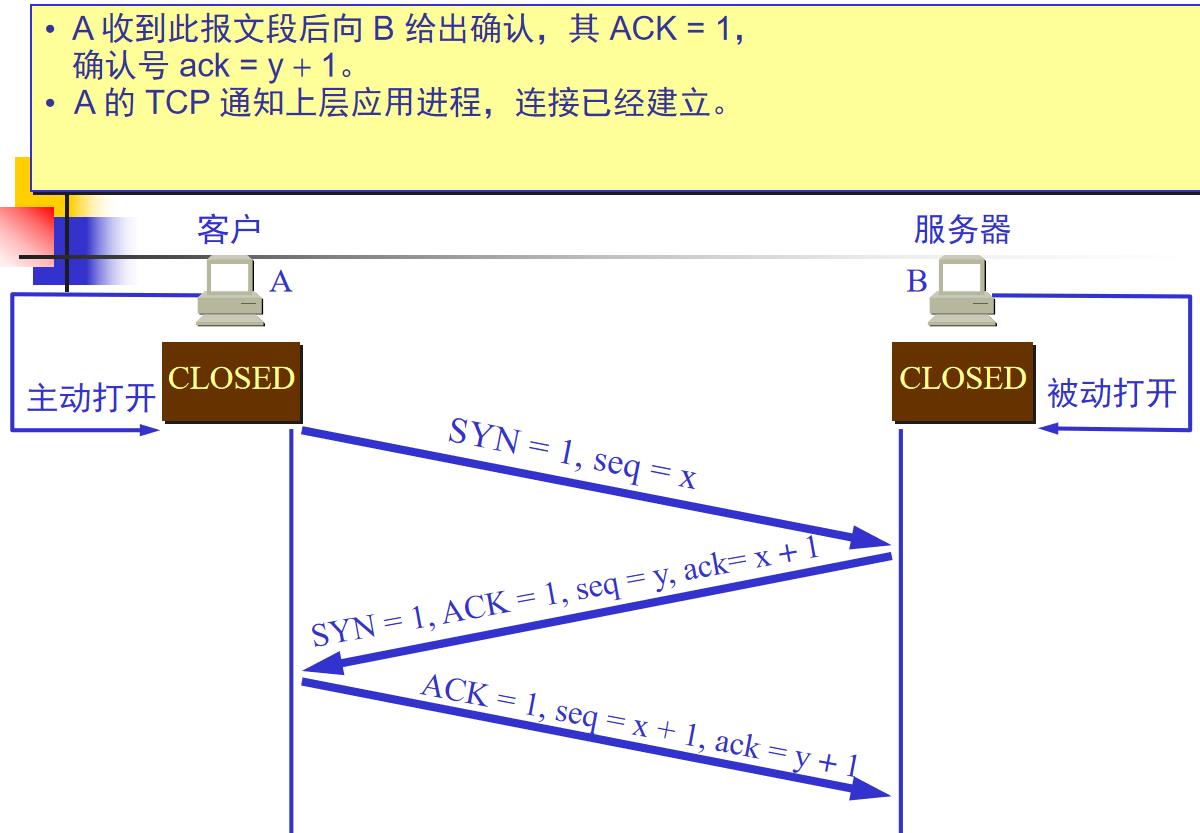 • A 收到此报文段后向 B 给出确认，其 ACK = 1，
确认号 ack = y + 1。
• A 的 TCP 通知上层应用进程，连接已经建立。
客户
服务器
A
B
CLOSED
CLOSED
主动打开
被动打开
SYN = 1, seq = x
SYN = 1, ACK = 1, seq = y, ack= x + 1
ACK = 1, seq = x + 1, ack = y + 1